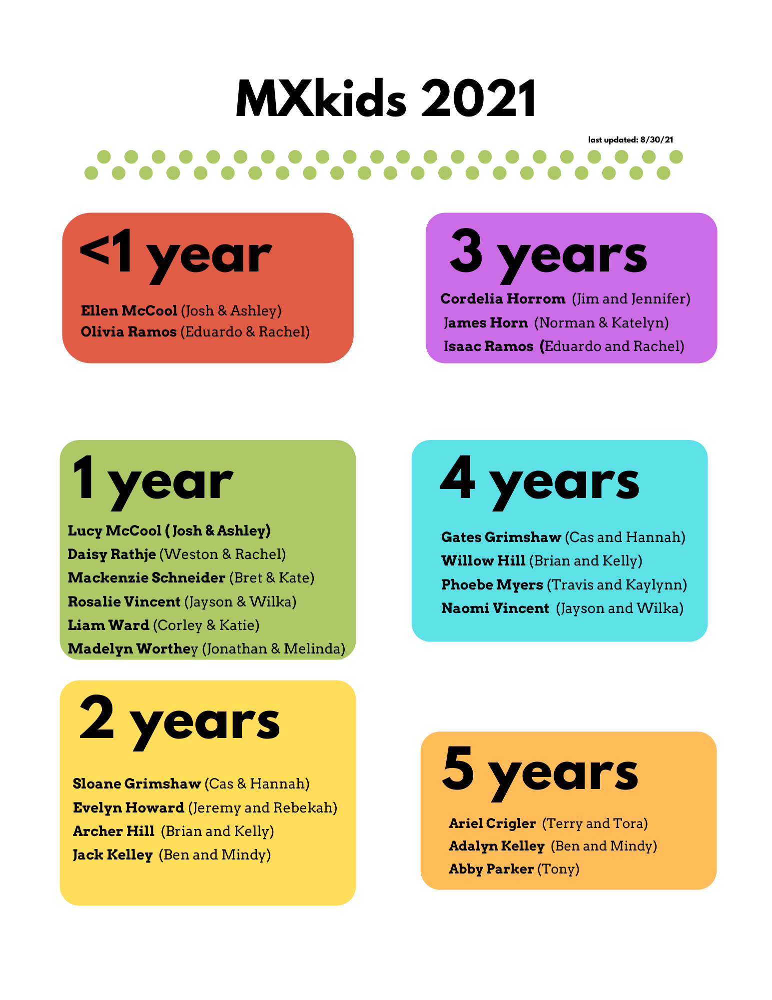 MXkids 2021
last updated: 8/30/21
<1 year
Ellen McCool (Josh & Ashley)
Olivia Ramos (Eduardo & Rachel)
3 years
Cordelia Horrom (Jim and Jennifer)
James Horn (Norman & Katelyn)
Isaac Ramos (Eduardo and Rachel)
1 year
Lucy McCool ( Josh & Ashley)
Daisy Rathje (Weston & Rachel)
Mackenzie Schneider (Bret & Kate)
Rosalie Vincent (Jayson & Wilka)
Liam Ward (Corley & Katie)
Madelyn Worthey (Jonathan & Melinda)
4 years
Gates Grimshaw (Cas and Hannah)
Willow Hill (Brian and Kelly)
Phoebe Myers (Travis and Kaylynn)
Naomi Vincent (Jayson and Wilka)
2 years
Sloane Grimshaw (Cas & Hannah)
Evelyn Howard (Jeremy and Rebekah)
Archer Hill (Brian and Kelly)
Jack Kelley (Ben and Mindy)
5 years
Ariel Crigler (Terry and Tora)
Adalyn Kelley (Ben and Mindy)
Abby Parker (Tony)